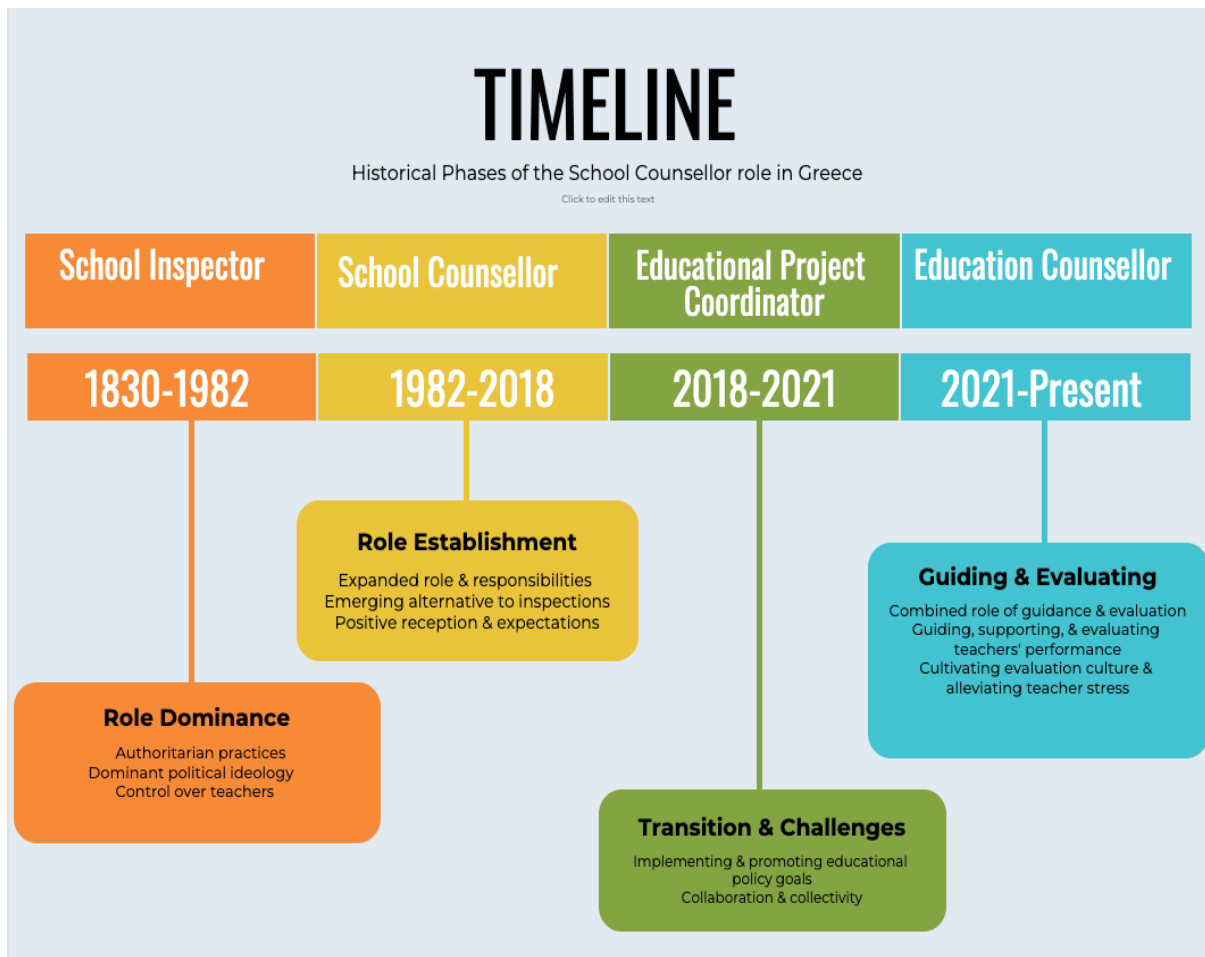 TIMELINE
Historical Phases of the School Counsellor role in Greece
Click to edit this text
School Inspector
School Counsellor
Educational Project
Coordinator
Education Counsellor
1830-1982
1982-2018
2018-2021
2021-Present
Role Establishment
Expanded role & responsibilities
Emerging alternative to inspections
Positive reception & expectations
Guiding & Evaluating
Combined role of guidance & evaluation
Guiding, supporting, & evaluating
teachers' performance
Cultivating evaluation culture &
alleviating teacher stress
Role Dominance
Authoritarian practices
Dominant political ideology
Control over teachers
Transition & Challenges
Implementing & promoting educational
policy goals
Collaboration & collectivity